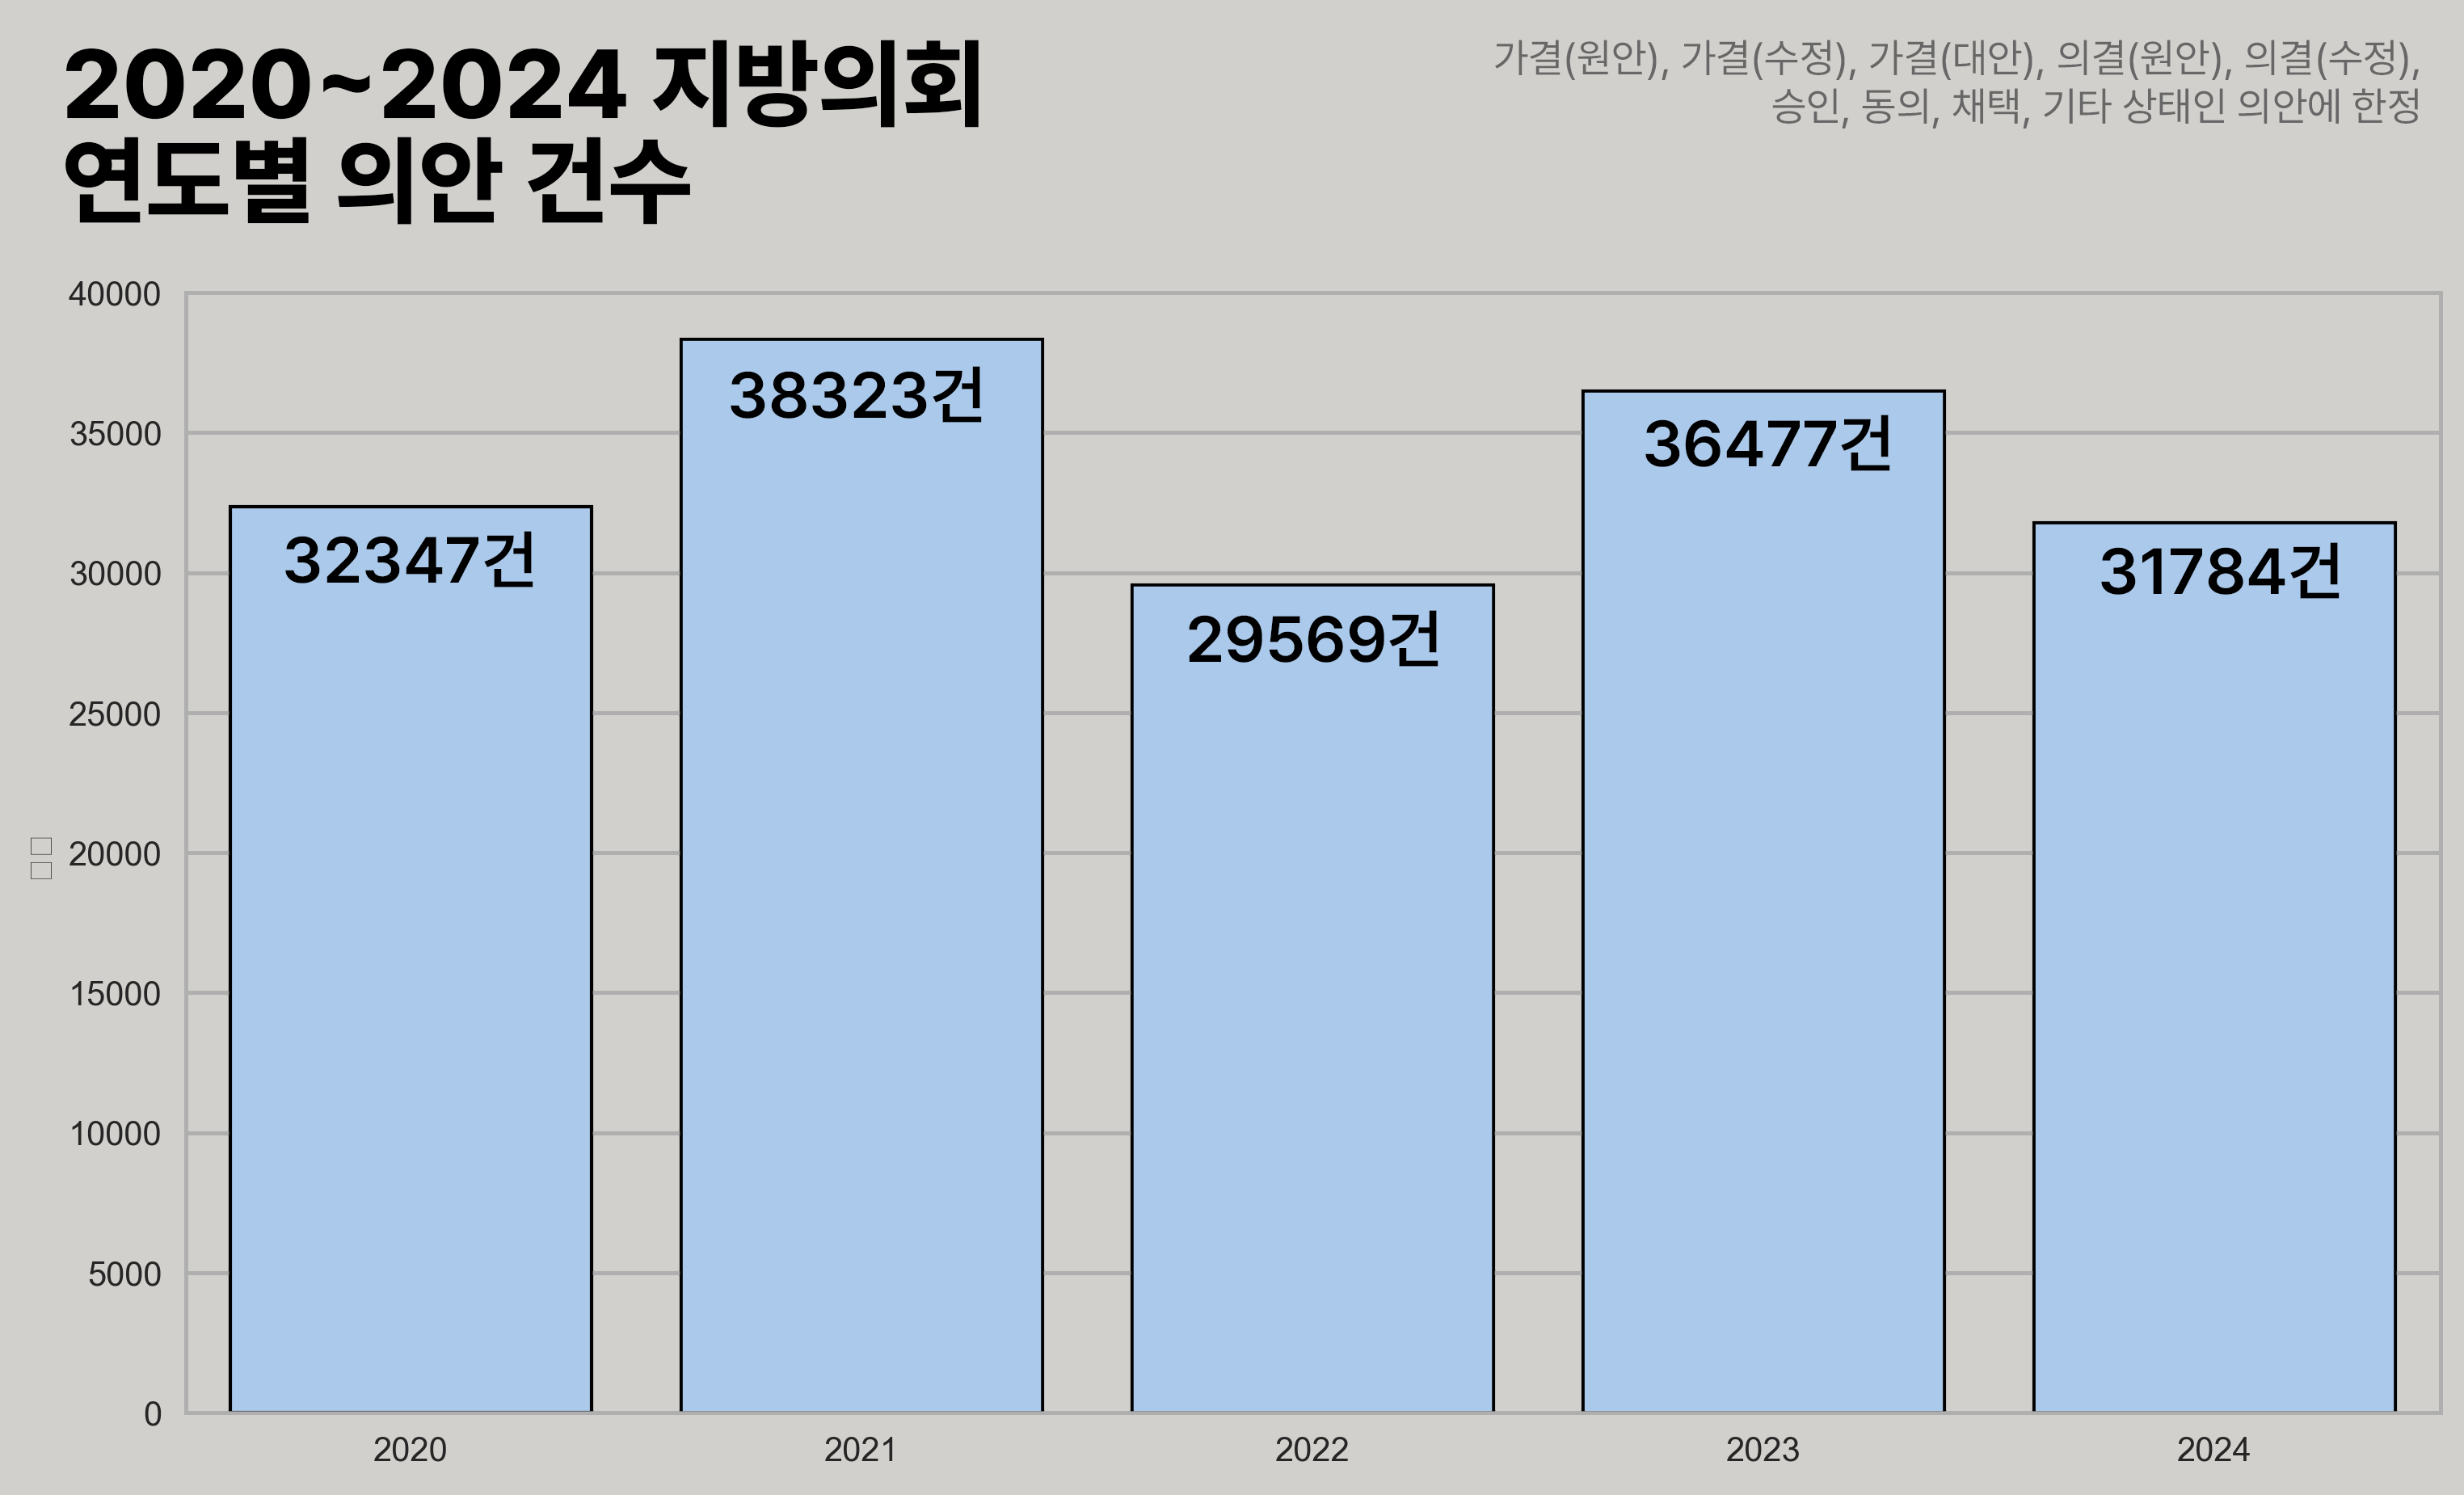 2020~2024 지방의회
연도별 의안 건수
가결(원안), 가결(수정), 가결(대안), 의결(원안), 의결(수정),
승인, 동의, 채택, 기타 상태인 의안에 한정
40000
35000
30000
25000
20000
15000
10000
5000
0
32347건
38323건
29569건
36477건
31784건
2020
2021
2022
2023
2024